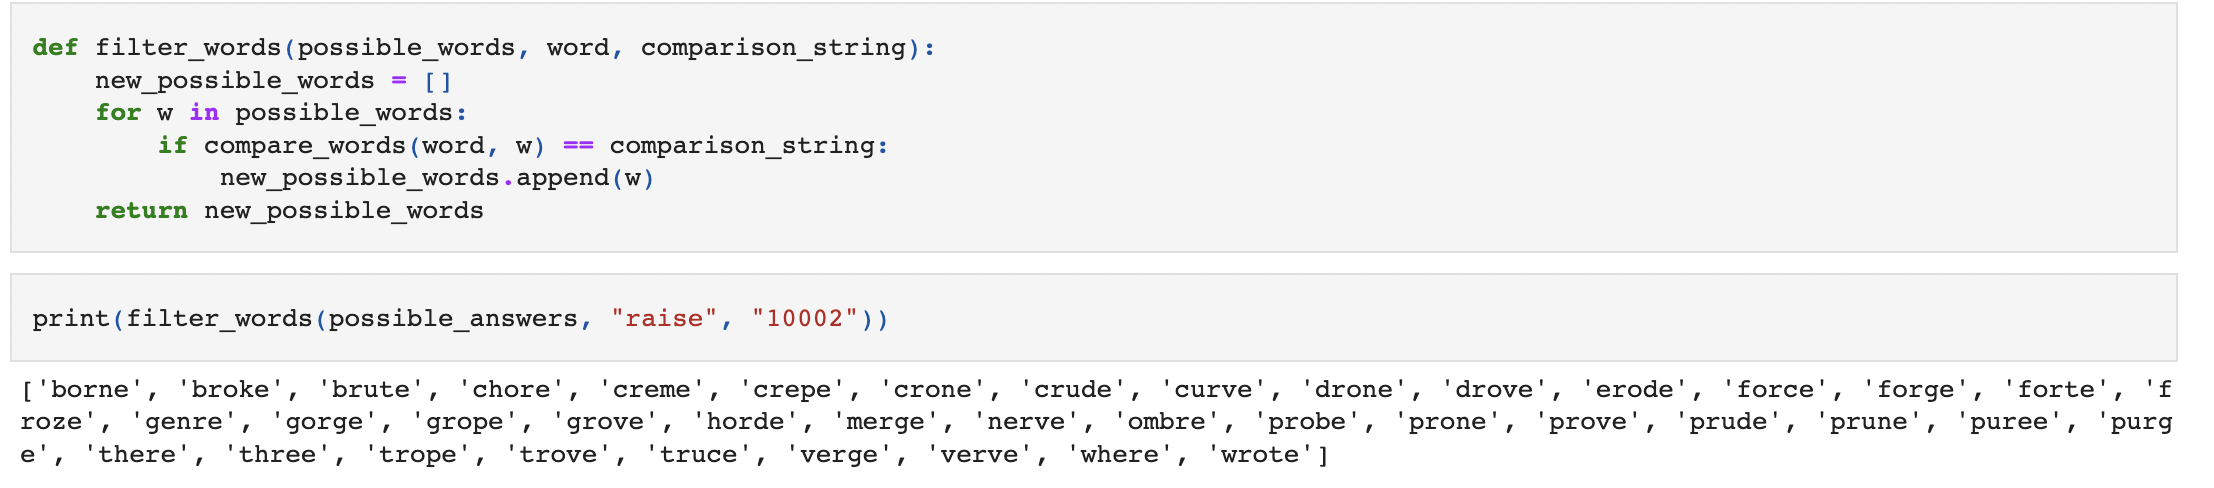 def filter_words(possible_words, word, comparison_string):
    new_possible_words = []
    for w in possible_words:
        if compare_words(word, w) == comparison_string:
            new_possible_words.append(w)
    return new_possible_words
print(filter_words(possible_answers, "raise", "10002"))
['borne', 'broke', 'brute', 'chore', 'creme', 'crepe', 'crone', 'crude', 'curve', 'drone', 'drove', 'erode', 'force', 'forge', 'forte', 'f
roze', 'genre', 'gorge', 'grope', 'grove', 'horde', 'merge', 'nerve', 'ombre', 'probe', 'prone', 'prove', 'prude', 'prune', 'puree', 'purg
e', 'there', 'three', 'trope', 'trove', 'truce', 'verge', 'verve', 'where', 'wrote']